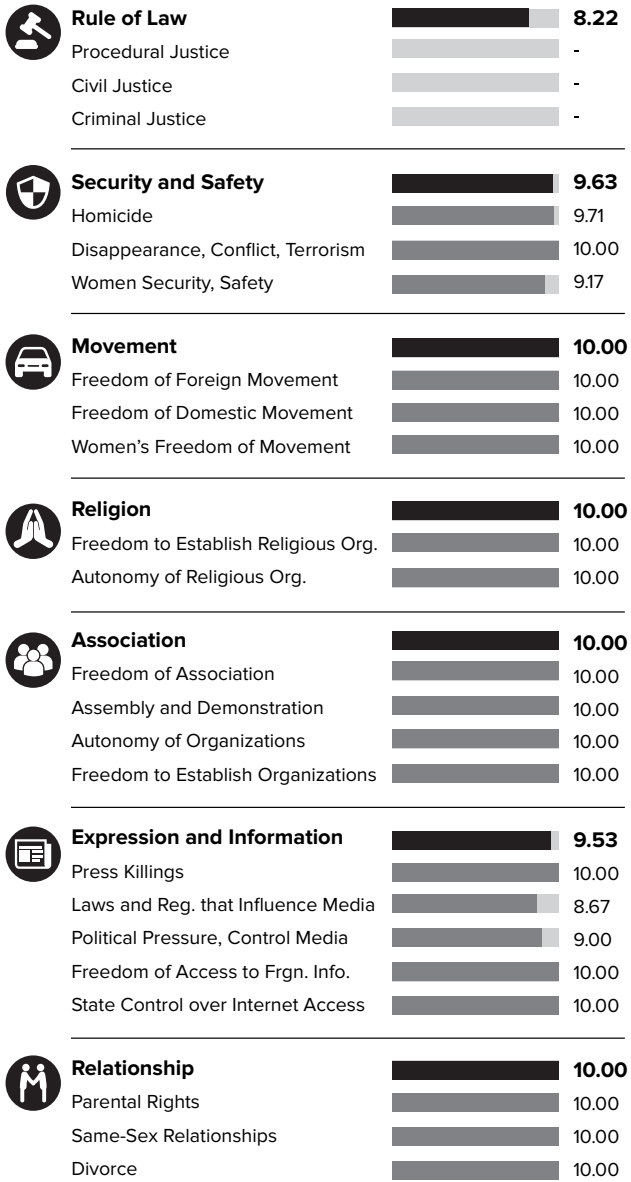 Rule of Law 8.22
Procedural Justice -
Civil Justice -
Criminal Justice -
Security and Safety 9.63
Homicide 9.71
Disappearance, Conflict, Terrorism 10.00
Women Security, Safety 9.17
Movement 10.00
Freedom of Foreign Movement 10.00
Freedom of Domestic Movement 10.00
Women’s Freedom of Movement 10.00
Religion 10.00
Freedom to Establish Religious Org. 10.00
Autonomy of Religious Org. 10.00
Association 10.00
Freedom of Association 10.00
Assembly and Demonstration 10.00
Autonomy of Organizations 10.00
Freedom to Establish Organizations 10.00
Expression and Information 9.53
Press Killings 10.00
Laws and Reg. that Influence Media 8.67
Political Pressure, Control Media 9.00
Freedom of Access to Frgn. Info. 10.00
State Control over Internet Access 10.00
Relationship 10.00
Parental Rights 10.00
Same-Sex Relationships 10.00
Divorce 10.00